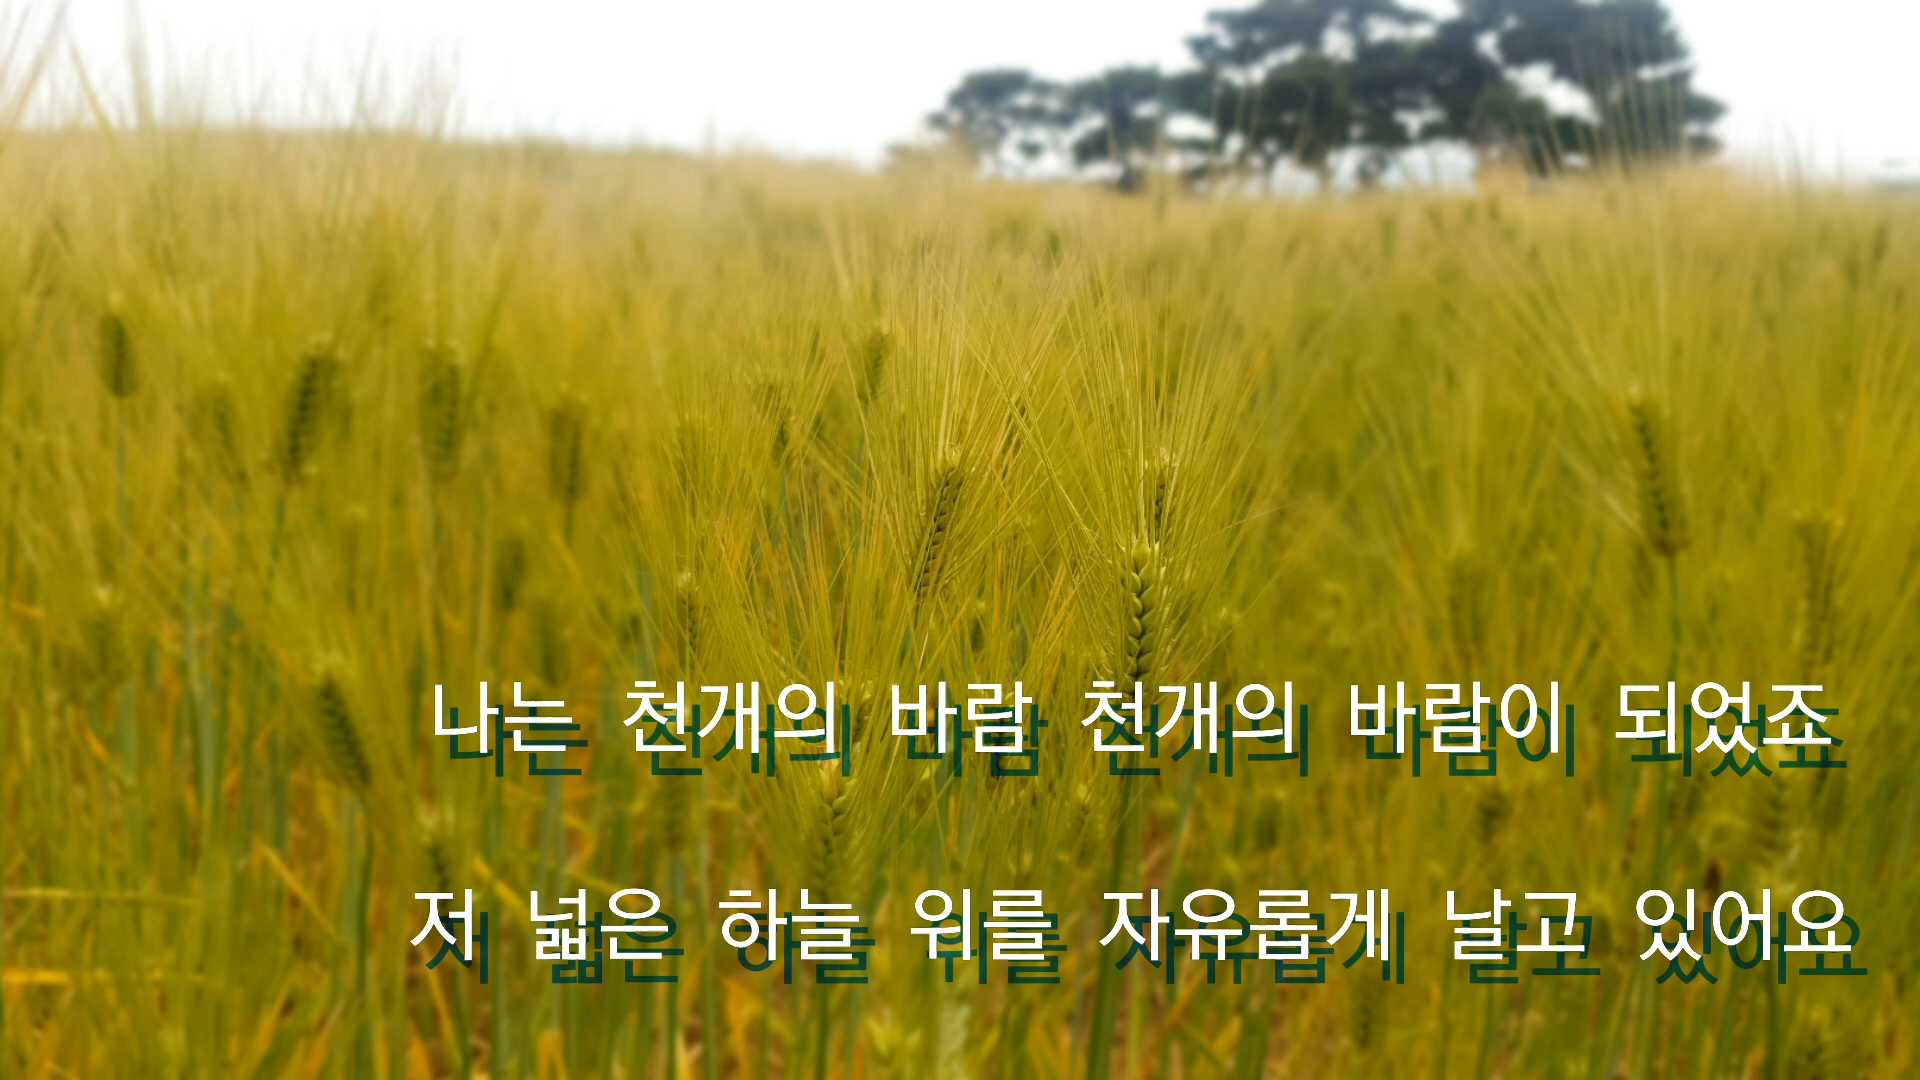 나는 천개의 바람 천개의 바람이 되었죠
저 넓은 하늘 워를 자유롭게 날고 있어요